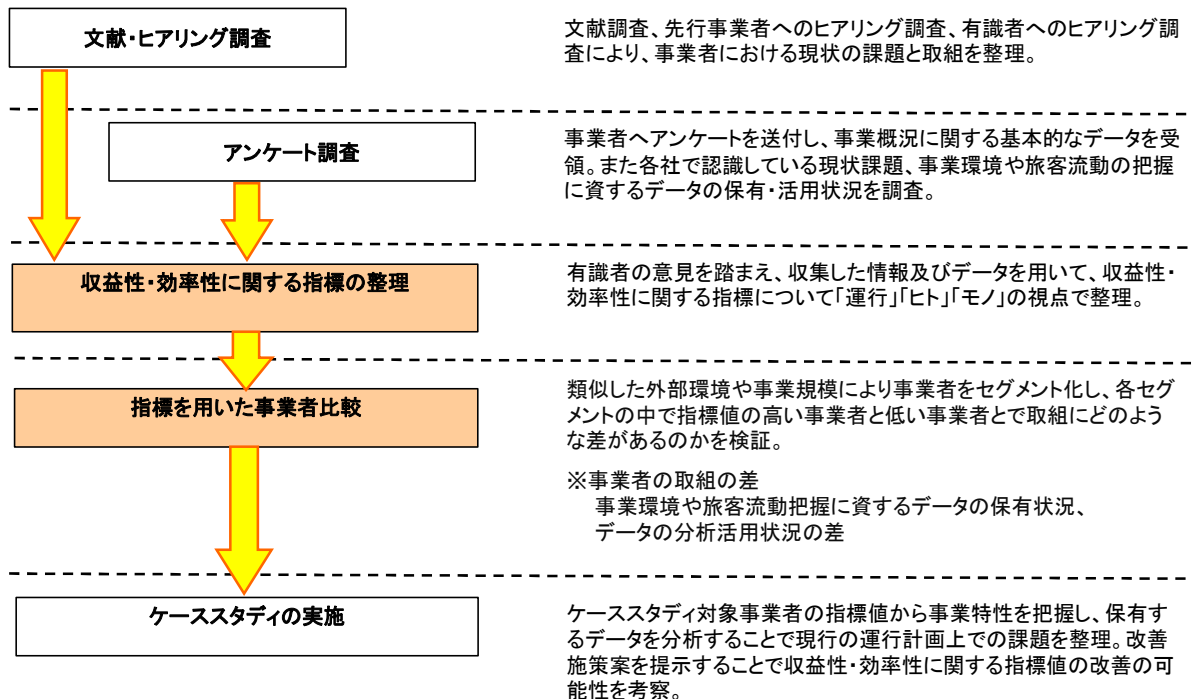 文献・ヒアリング調査
文献調査、先行事業者へのヒアリング調査、有識者へのヒアリング調
査により、事業者における現状の課題と取組を整理。
アンケート調査
事業者へアンケートを送付し、事業概況に関する基本的なデータを受
領。また各社で認識している現状課題、事業環境や旅客流動の把握
に資するデータの保有・活用状況を調査。
収益性・効率性に関する指標の整理
有識者の意見を踏まえ、収集した情報及びデータを用いて、収益性・
効率性に関する指標について「運行」「ヒト」「モノ」の視点で整理。
指標を用いた事業者比較
類似した外部環境や事業規模により事業者をセグメント化し、各セグ
メントの中で指標値の高い事業者と低い事業者とで取組にどのよう
な差があるのかを検証。
※事業者の取組の差
事業環境や旅客流動把握に資するデータの保有状況、
データの分析活用状況の差
ケーススタディの実施
ケーススタディ対象事業者の指標値から事業特性を把握し、保有す
るデータを分析することで現行の運行計画上での課題を整理。改善
施策案を提示することで収益性・効率性に関する指標値の改善の可
能性を考察。